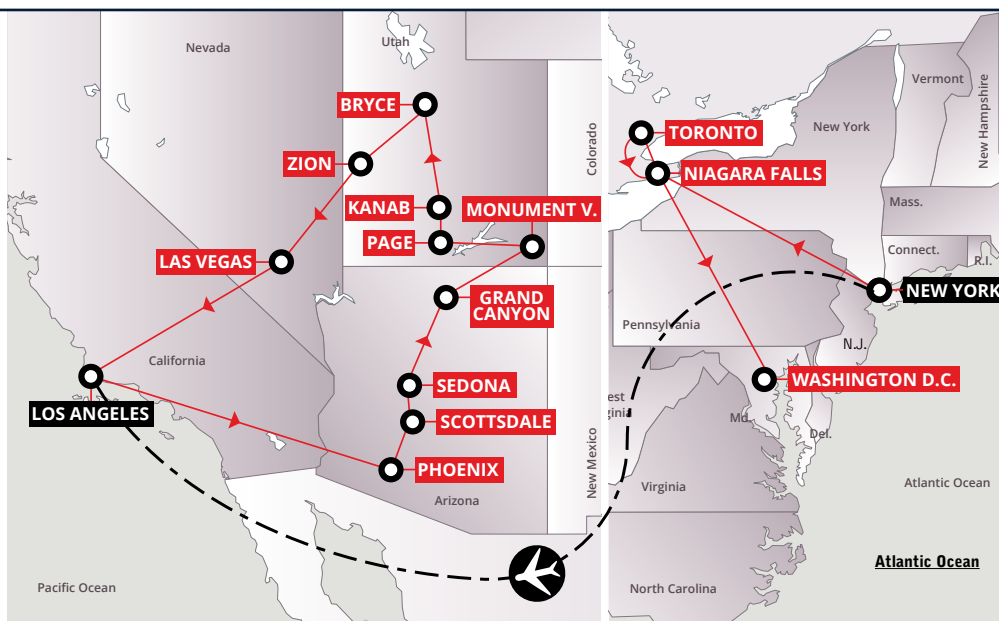 Nevada
Utah
Colorado
BRYCE
ZION
KANAB
MONUMENT V.
PAGE
LAS VEGAS
GRAND
CANYON
California
SEDONA
LOS ANGELES
SCOTTSDALE
PHOENIX
New Mexico
Arizona
Pacific Ocean
TORONTO
New York
Vermont
New Hampshire
NIAGARA FALLS
Mass.
Connect.
R.I.
NEW YORK
Pennsylvania
N.J.
WASHINGTON D.C.
est
ginia
Md.
Del.
Virginia
Atlantic Ocean
Atlantic Ocean
North Carolina